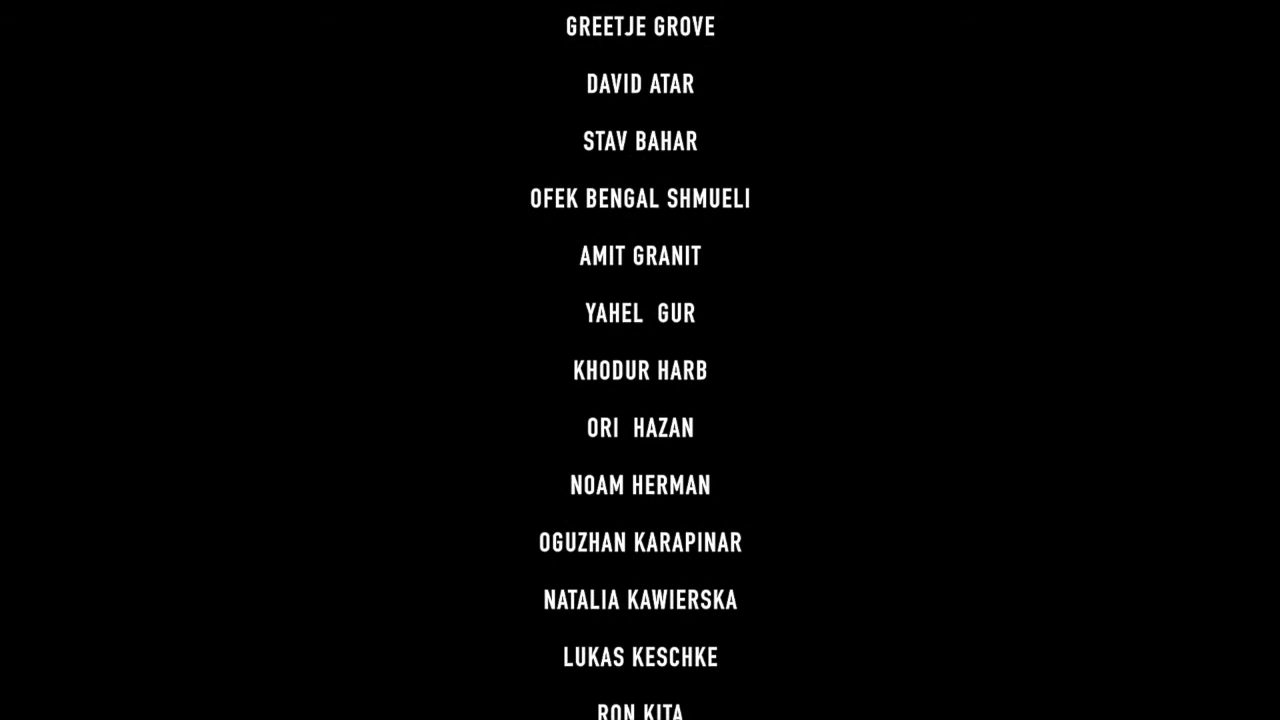 GREETJE GROVE
DAVID ATAR
STAV BAHAR
OFEK BENGAL SHMUELI
AMIT GRANIT
YAHEL  GUR
KHODUR HARB
ORI  HAZAN
NOAM HERMAN
OGUZHAN KARAPINAR
NATALIA KAWIERSKA
LUKAS KESCHKE
RON KITA